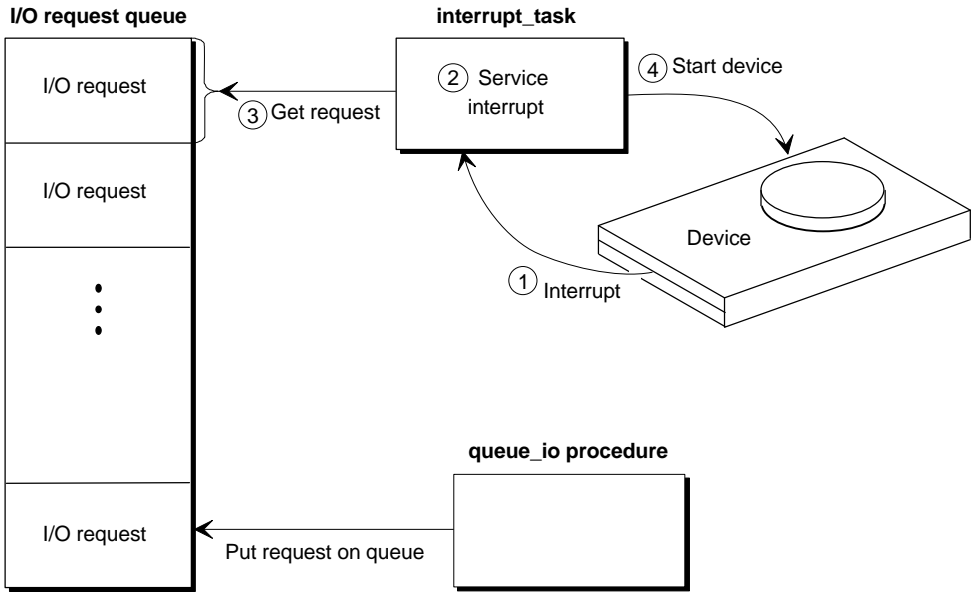 I/O request queue
interrupt_task
I/O request
2 Service
interrupt
4 Start device
3 Get request
I/O request
Device
1 Interrupt
queue_io procedure
I/O request
Put request on queue